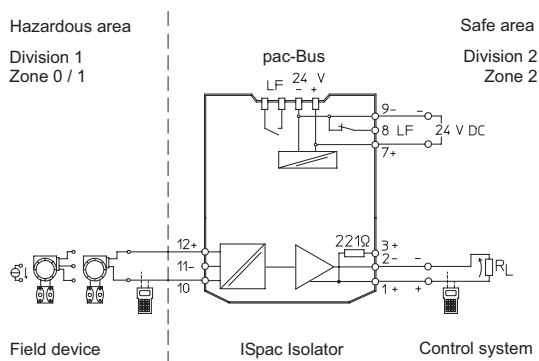 Hazardous area
Safe area
Division 1
Zone 0 / 1
pac-Bus
Division 2
Zone 2
LF 24 V
- +
9- -
8 LF 24 V DC
7+
221Ω
12+
11-
10
3 +
2- -
1 + +
RL
Field device
ISpac Isolator
Control system